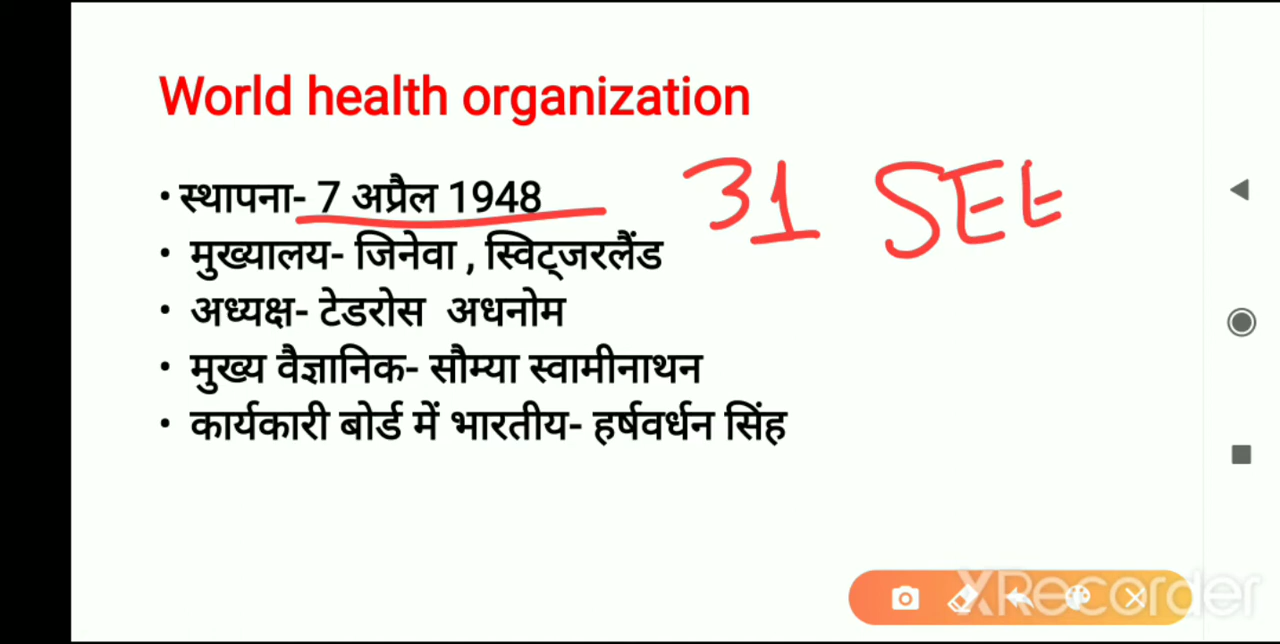 World health organization
• स्थापना- 7 अप्रैल 1948
31 SEE
• मुख्यालय- जिनेवा , स्विट्जरलैंड
• अध्यक्ष- टेडरोस अधनोम
• मुख्य वैज्ञानिक- सौम्या स्वामीनाथन
• कार्यकारी बोर्ड में भारतीय- हर्षवर्धन सिंह
XRecorder